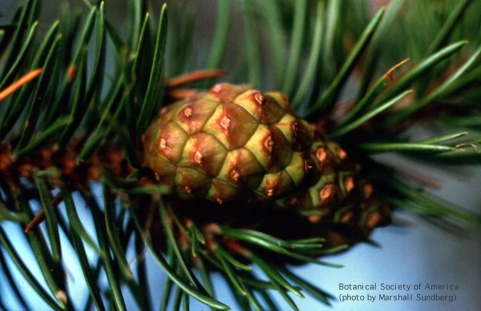 Botanical Society of America
(photo by Marshall Sundberg)